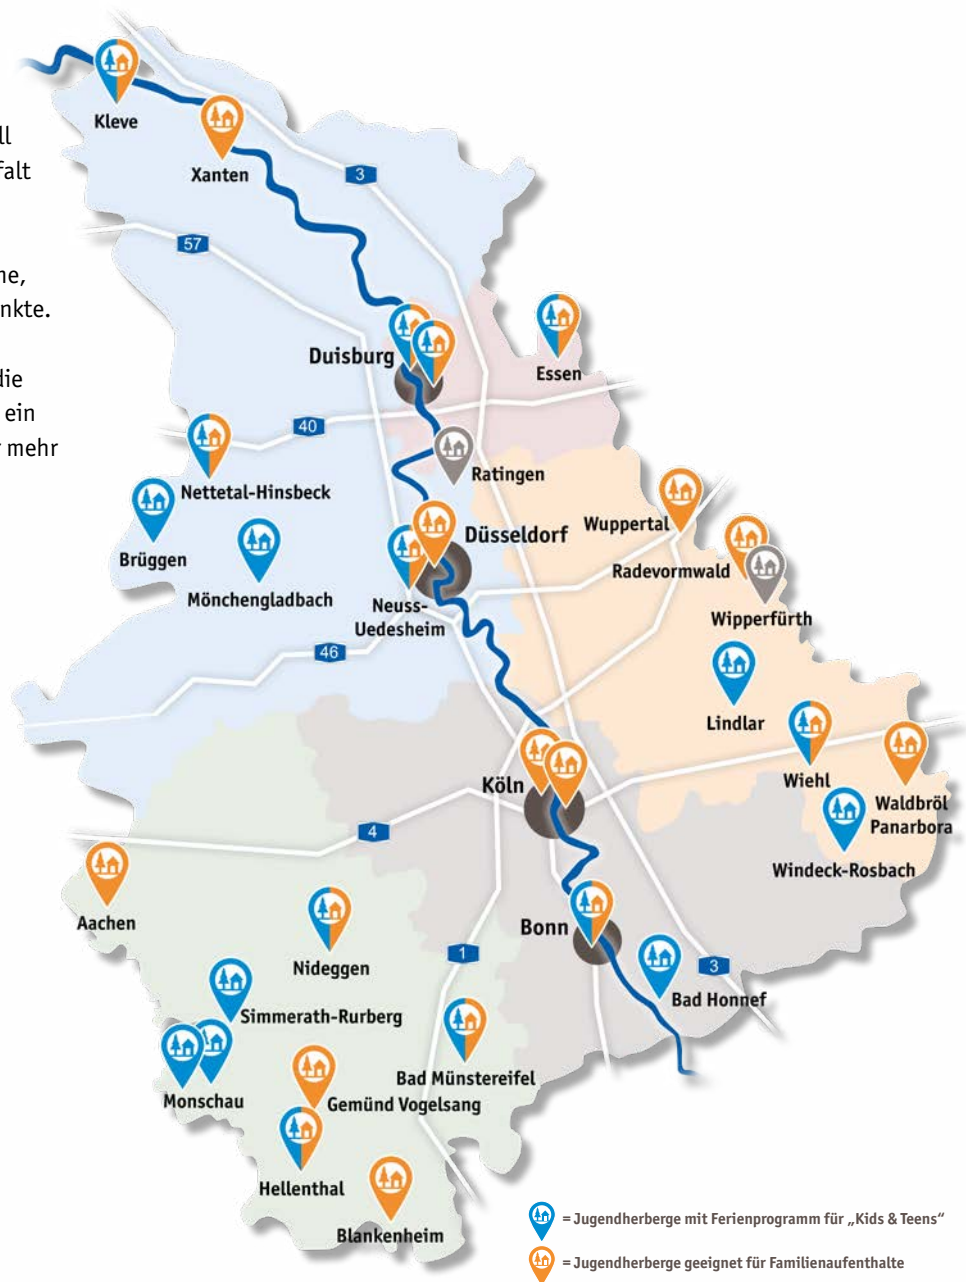 ll
falt
ne,
nkte.
die
ein
r mehr
Kleve
Xanten
3
57
Duisburg
Essen
40
Ratingen
Nettetal-Hinsbeck
Brüggen
Mönchengladbach
Düsseldorf
Neuss-
Uedesheim
Wuppertal
Radevormwald
Wipperfürth
46
Lindlar
Wiehl
Waldbröl
Panarbora
Windeck-Rosbach
Köln
4
Aachen
Nideggen
Bonn
1
3
Bad Honnef
Simmerath-Rurberg
Monschau
Bad Münstereifel
Gemünd Vogelsang
Hellenthal
Blankenheim
= Jugendherberge mit Ferienprogramm für „Kids & Teens“
= Jugendherberge geeignet für Familienaufenthalte